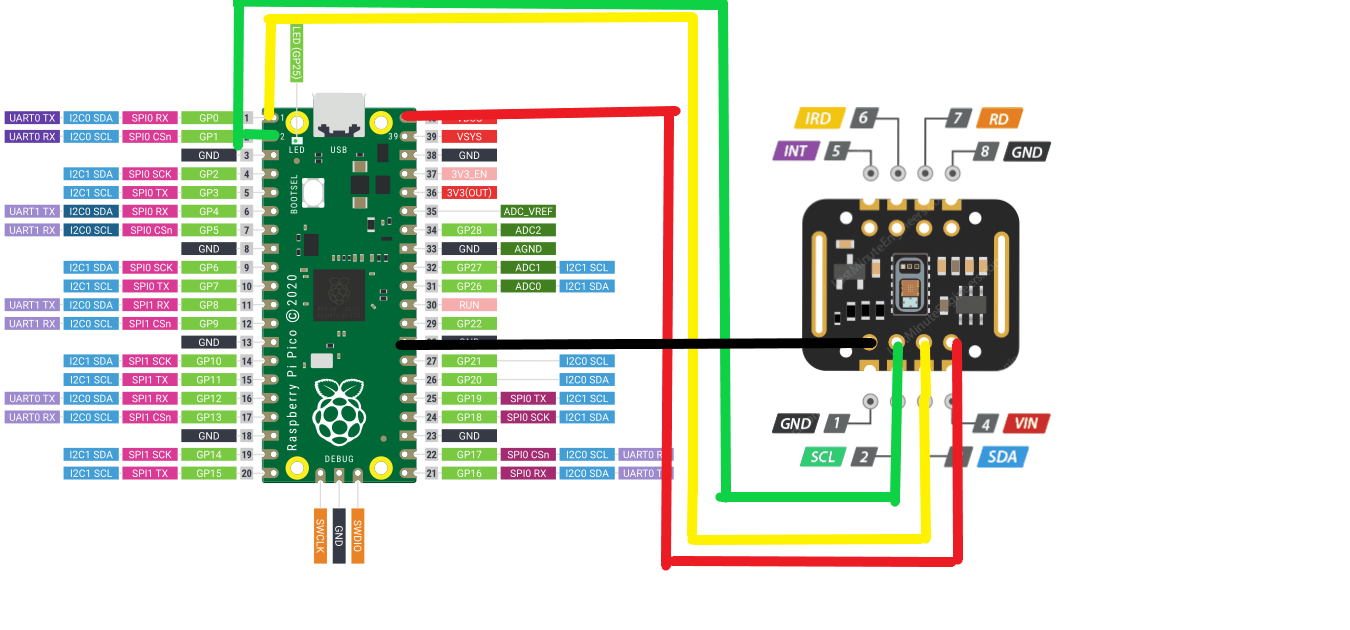 LED (GP25)
UART0 TX I2C0 SDA SPI0 RX GP0 1
UART0 RX I2C0 SCL SPI0 CSn GP1
GND 3
I2C1 SDA SPI0 SCK GP2 4
I2C1 SCL SPI0 TX GP3 5
UART1 TX I2C0 SDA SPI0 RX GP4 6
UART1 RX I2C0 SCL SPI0 CSn GP5 7
GND 8
I2C1 SDA SPI0 SCK GP6 9
I2C1 SCL SPI0 TX GP7 10
UART1 TX I2C0 SDA SPI1 RX GP8 11
UART1 RX I2C0 SCL SPI1 CSn GP9 12
GND 13
I2C1 SDA SPI1 SCK GP10 14
I2C1 SCL SPI1 TX GP11 15
UART0 TX I2C0 SDA SPI1 RX GP12 16
UART0 RX I2C0 SCL SPI1 CSn GP13 17
GND 18
I2C1 SDA SPI1 SCK GP14 19
I2C1 SCL SPI1 TX GP15 20
1
2
39
LED
USB
BOOTSEL
Raspberry Pi Pico ©2020
DEBUG
SWCLK
GND
SWDIO
39 VSYS
38 GND
37 3V3_EN
36 3V3(OUT)
35 ADC_VREF
34 GP28 ADC2
33 GND AGND
32 GP27 ADC1 I2C1 SCL
31 GP26 ADC0 I2C1 SDA
30 RUN
29 GP22
27 GP21 I2C0 SCL
26 GP20 I2C0 SDA
25 GP19 SPI0 TX I2C1 SCL
24 GP18 SPI0 SCK I2C1 SDA
23 GND
22 GP17 SPI0 CSn I2C0 SCL UART0
21 GP16 SPI0 RX I2C0 SDA UART0
IRD 6
7 RD
INT 5
8 GND
GND 1
4 VIN
SCL 2
SDA